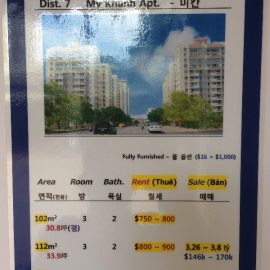 Dist. 7 My Khanh Apt. - 미칸
Fully Furnished - 풀 옵션 ($1k = $1,000)
Area Room Bath. Rent (Thuê) Sale (Bán)
면적(전용) 방 욕실 월세 매매
102m² 3 2 $750 ~ 800
30.8평(평)
112m² 3 2 $800 ~ 900 3,26 ~ 3,8 tỷ
33.9평 $146k ~ 170k